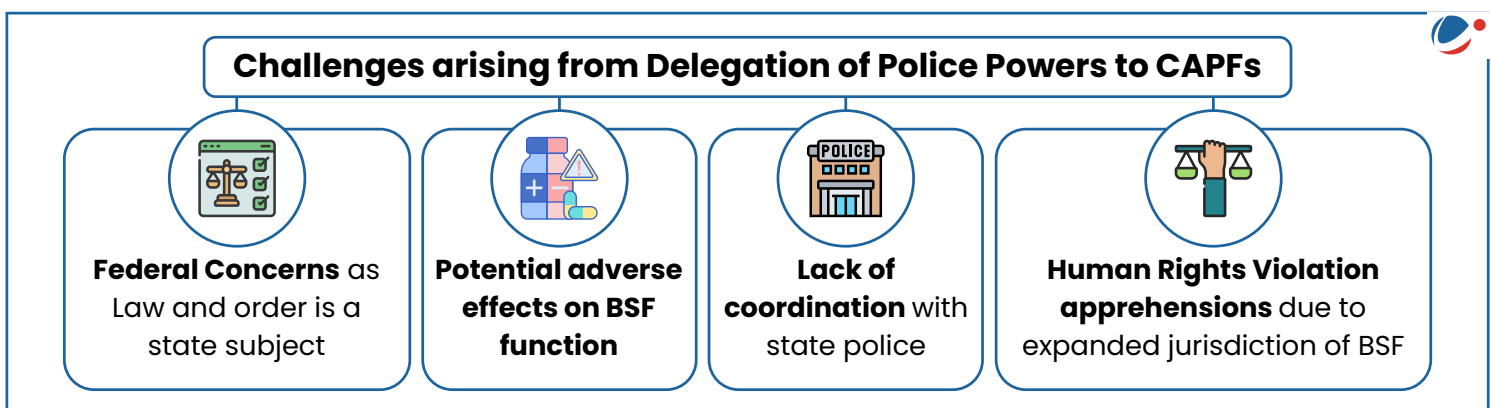 Challenges arising from Delegation of Police Powers to CAPFs
Federal Concerns as
Law and order is a
state subject
Potential adverse
effects on BSF
function
POLICE
Lack of
coordination with
state police
Human Rights Violation
apprehensions due to
expanded jurisdiction of BSF